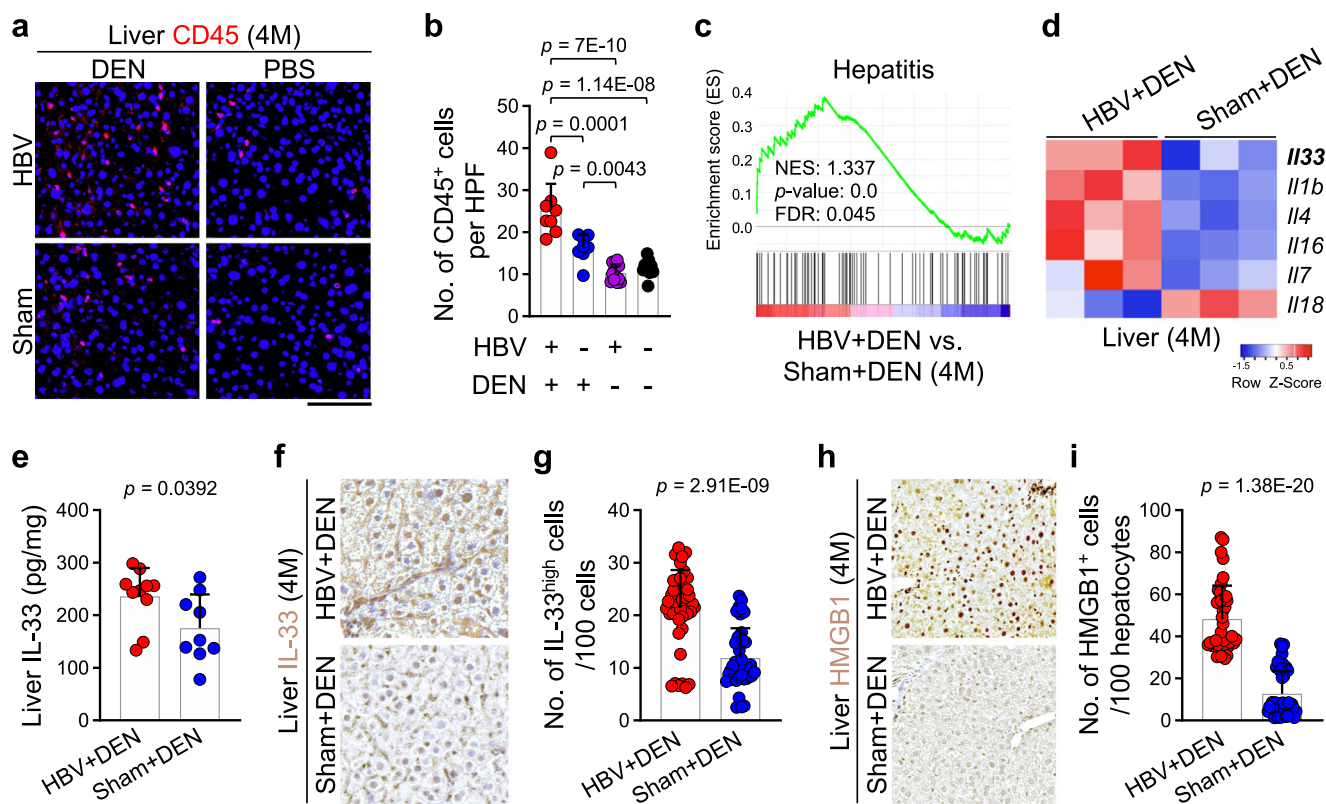 a
Liver CD45 (4M)
DEN
PBS
HBV
Sham
b
p = 7E-10
p = 1.14E-08
p = 0.0001
p = 0.0043
No. of CD45+ cells
per HPF
50
40
30
20
10
0
HBV + - + -
DEN + + - -
c
Hepatitis
Enrichment score (ES)
0.4
0.3
0.2
0.1
0.0
NES: 1.337
p-value: 0.0
FDR: 0.045
HBV+DEN vs.
Sham+DEN (4M)
d
HBV+DEN
Sham+DEN
Il33
Il1b
Il4
Il16
Il7
Il18
Liver (4M)
-1.5 0.5
Row Z-Score
e
p = 0.0392
Liver IL-33 (pg/mg)
400
300
200
100
0
HBV+DEN
Sham+DEN
f
Liver IL-33 (4M)
HBV+DEN
Sham+DEN
g
p = 2.91E-09
No. of IL-33high cells
/100 cells
40
30
20
10
0
HBV+DEN
Sham+DEN
h
Liver HMGB1 (4M)
HBV+DEN
Sham+DEN
i
p = 1.38E-20
No. of HMGB1+ cells
/100 hepatocytes
100
80
60
40
20
0
HBV+DEN
Sham+DEN